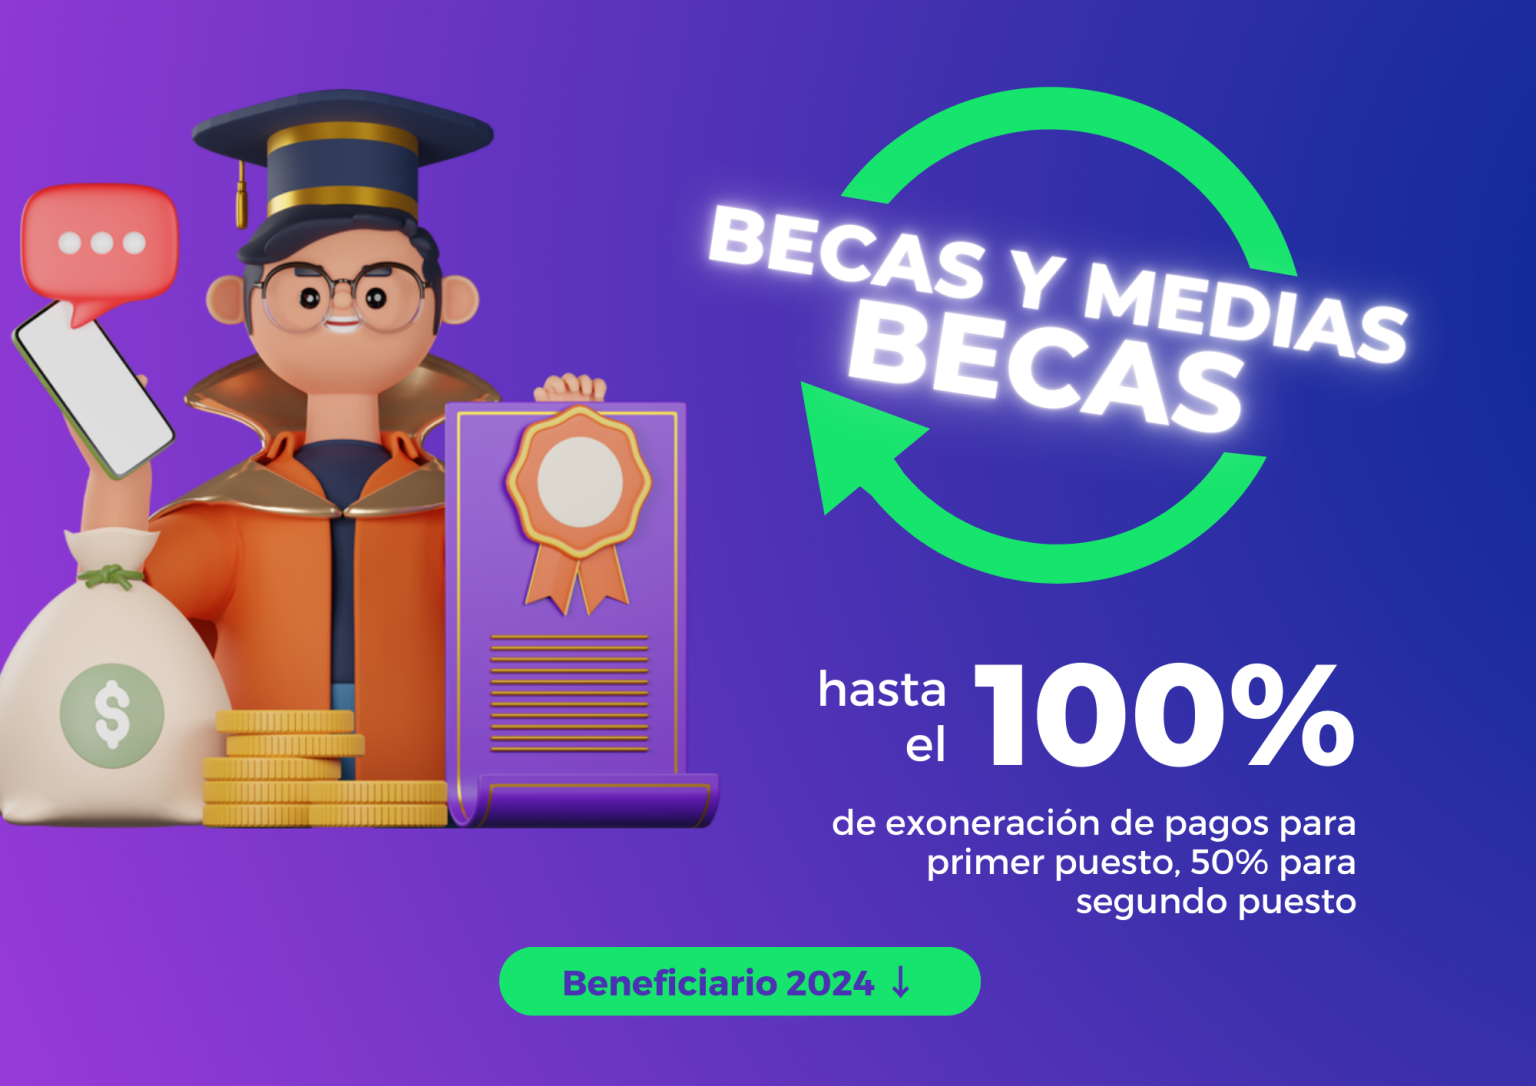 BECAS Y MEDIAS
BECAS
hasta
el 100%
de exoneración de pagos para
primer puesto, 50% para
segundo puesto
Beneficiario 2024 ↓
$